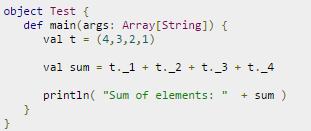 object Test {
   def main(args: Array[String]) {
      val t = (4,3,2,1)

      val sum = t._1 + t._2 + t._3 + t._4

      println( "Sum of elements: "  + sum )
   }
}